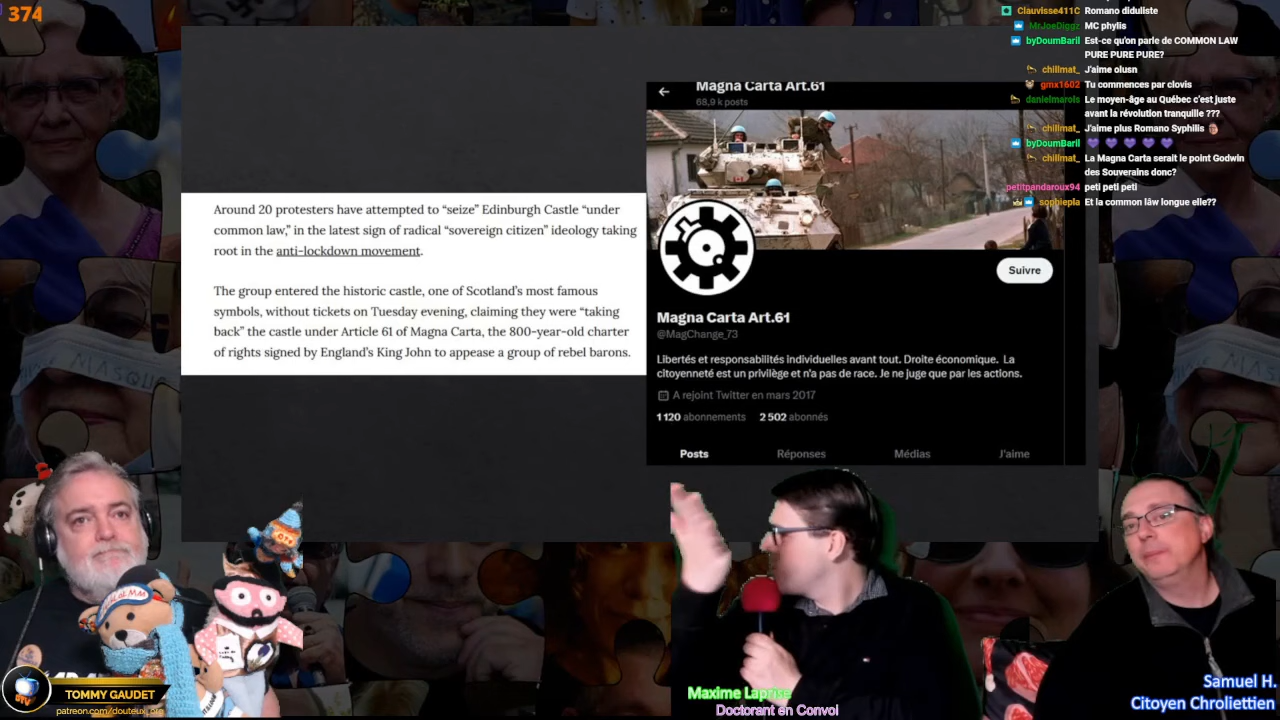 374
Clauvisse411C Romano diduliste
MrJoeDiggz MC phylis
byDoumBaril Est-ce qu'on parle de COMMON LAW
PURE PURE PURE?
chillmat_ J'aime olusn
gmx1602 Tu commences par clovis
danielmarois Le moyen-âge au Québec c'est juste
avant la révolution tranquille ???
chillmat_ J'aime plus Romano Syphilis
byDoumBaril
chillmat_ La Magna Carta serait le point Godwin
des Souverains donc?
petitpandaroux94 peti peti peti
sophiepla Et la common lâw longue elle??
Magna Carta Art.61
68,9 k posts
Around 20 protesters have attempted to “seize” Edinburgh Castle “under
common law,” in the latest sign of radical “sovereign citizen” ideology taking
root in the anti-lockdown movement.
The group entered the historic castle, one of Scotland’s most famous
symbols, without tickets on Tuesday evening, claiming they were “taking
back” the castle under Article 61 of Magna Carta, the 800-year-old charter
of rights signed by England’s King John to appease a group of rebel barons.
Suivre
Magna Carta Art.61
@MagChange_73
Libertés et responsabilités individuelles avant tout. Droite économique. La
citoyenneté est un privilège et n'a pas de race. Je ne juge que par les actions.
A rejoint Twitter en mars 2017
1 120 abonnements 2 502 abonnés
Posts Réponses Médias J'aime
MASQUE
TOMMY GAUDET
patreon.com/douteux.org
Maxime Laprise
Doctorant en Convoi
Samuel H.
Citoyen Chroliettien